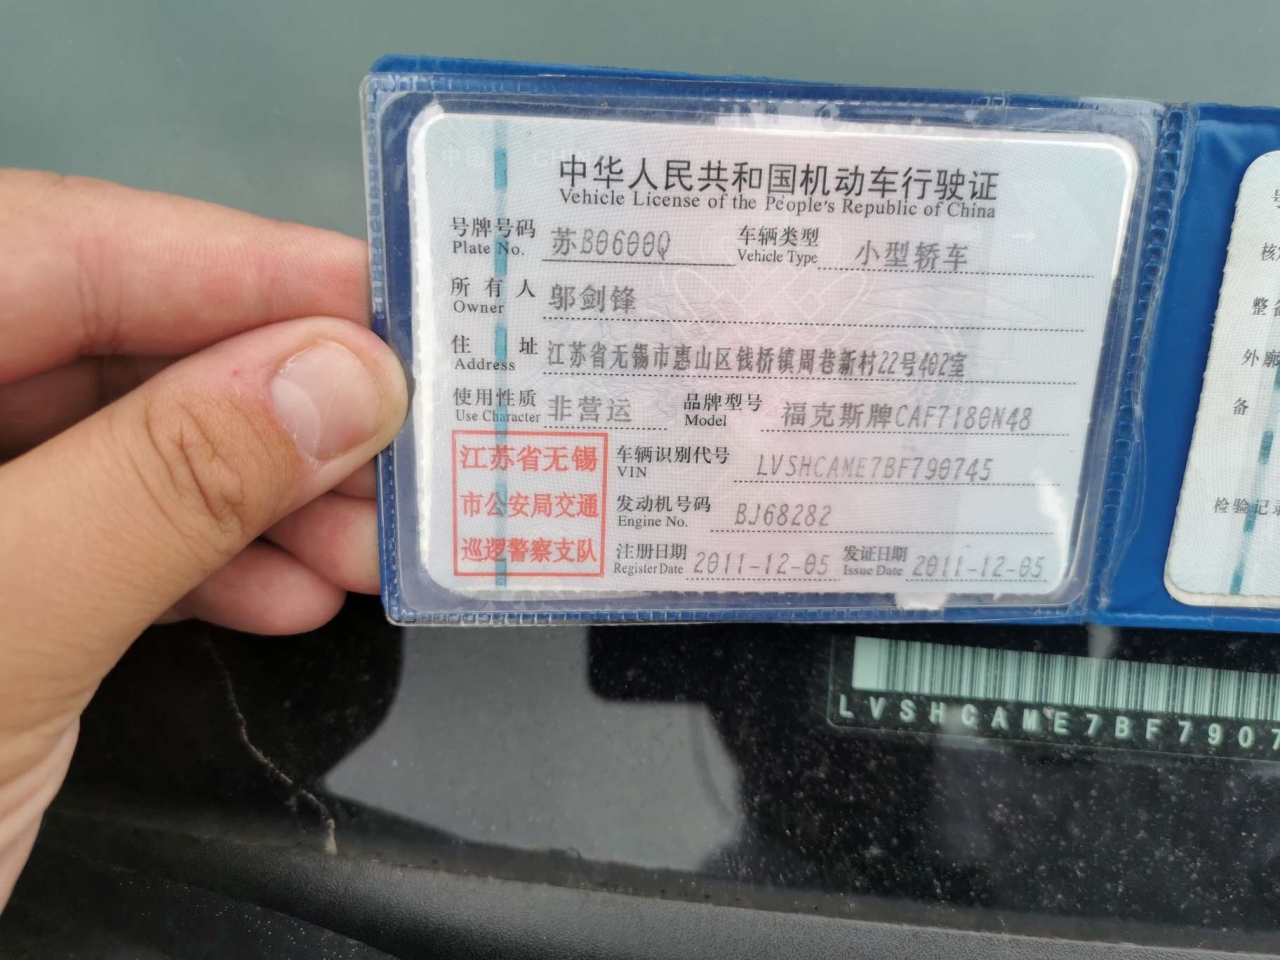 中华人民共和国机动车行驶证
Vehicle License of the People's Republic of China
号牌号码 苏B0600Q 车辆类型 小型轿车
Plate No. Vehicle Type
所有人 邬剑锋
Owner
住址 江苏省无锡市惠山区钱桥镇周巷新村22号402室
Address
使用性质 非营运 品牌型号 福克斯牌CAF7180N48
Use Character Model
江苏省无锡
市公安局交通
巡逻警察支队
车辆识别代号 LVSHCAME7BF790745
VIN
发动机号码 BJ68282
Engine No.
注册日期 2011-12-05 发证日期 2011-12-05
Register Date Issue Date
号
核
整
外廓
备
检验记录
LVSHCAME7BF7907